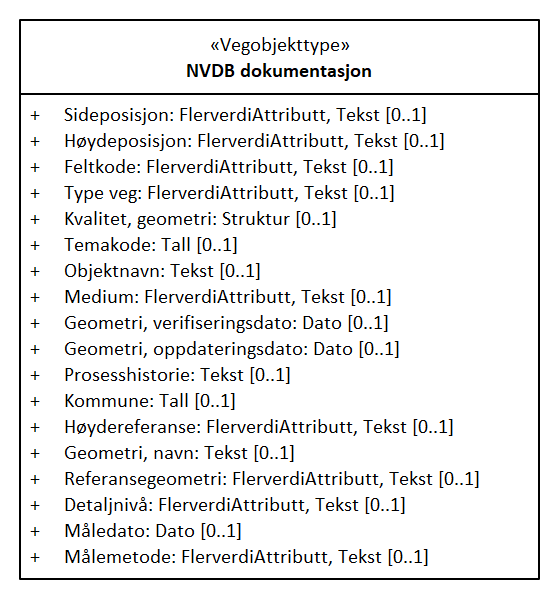 «Vegobjekttype»
NVDB dokumentasjon
+ Sideposisjon: FlerverdiAttributt, Tekst [0..1]
+ Høydeposisjon: FlerverdiAttributt, Tekst [0..1]
+ Feltkode: FlerverdiAttributt, Tekst [0..1]
+ Type veg: FlerverdiAttributt, Tekst [0..1]
+ Kvalitet, geometri: Struktur [0..1]
+ Temakode: Tall [0..1]
+ Objektnavn: Tekst [0..1]
+ Medium: FlerverdiAttributt, Tekst [0..1]
+ Geometri, verifiseringsdato: Dato [0..1]
+ Geometri, oppdateringsdato: Dato [0..1]
+ Prosesshistorie: Tekst [0..1]
+ Kommune: Tall [0..1]
+ Høydereferanse: FlerverdiAttributt, Tekst [0..1]
+ Geometri, navn: Tekst [0..1]
+ Referansegeometri: FlerverdiAttributt, Tekst [0..1]
+ Detaljnivå: FlerverdiAttributt, Tekst [0..1]
+ Måledato: Dato [0..1]
+ Målemetode: FlerverdiAttributt, Tekst [0..1]